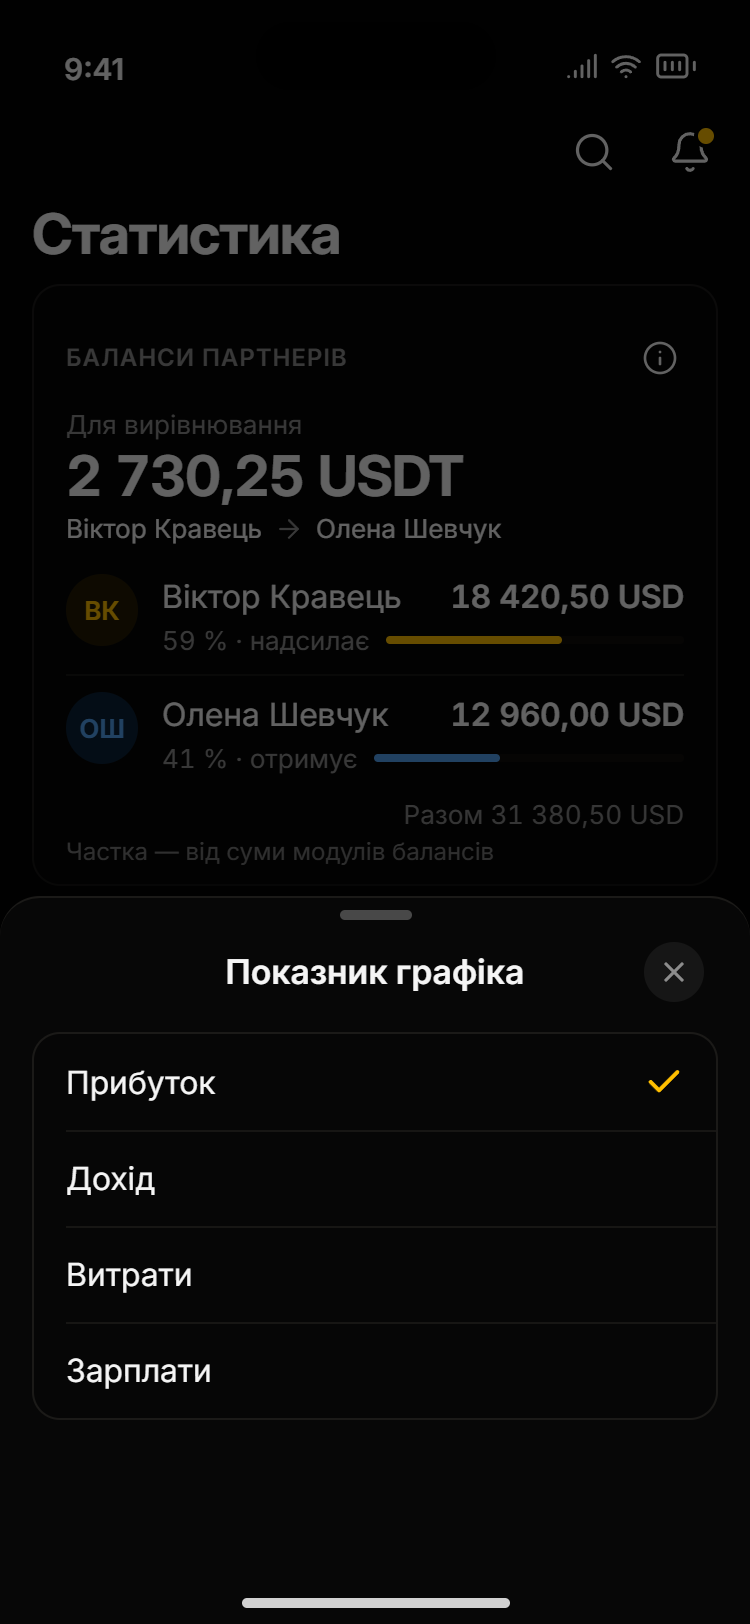 9:41
Статистика
БАЛАНСИ ПАРТНЕРІВ
Для вирівнювання
2 730,25 USDT
Віктор Кравець → Олена Шевчук
ВК
Віктор Кравець 18 420,50 USD
59 % · надсилає
ОШ
Олена Шевчук 12 960,00 USD
41 % · отримує
Разом 31 380,50 USD
Частка — від суми модулів балансів
Показник графіка
Прибуток
Дохід
Витрати
Зарплати